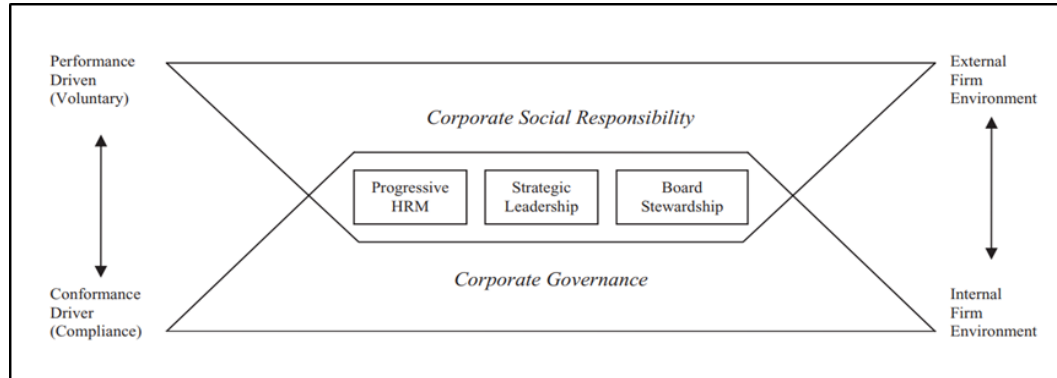 Performance
Driven
(Voluntary)
External
Firm
Environment
Corporate Social Responsibility
Progressive
HRM
Strategic
Leadership
Board
Stewardship
Corporate Governance
Conformance
Driver
(Compliance)
Internal
Firm
Environment